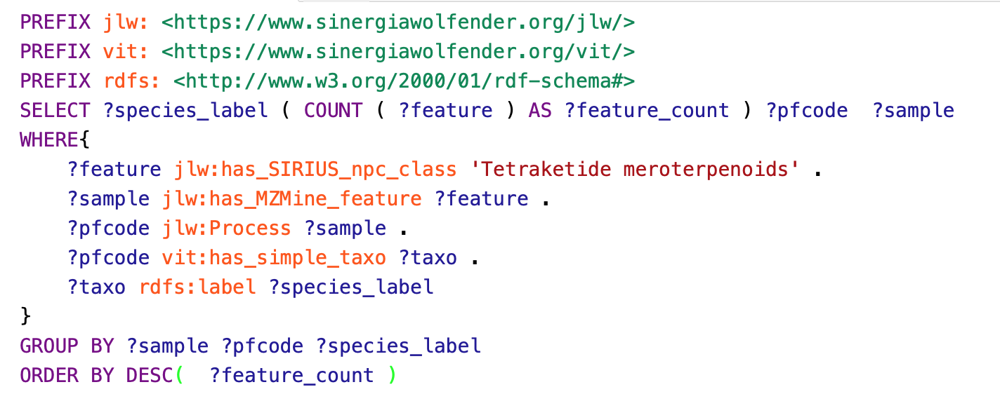 PREFIX jlw: <https://www.sinergiawolfender.org/jlw/>
PREFIX vit: <https://www.sinergiawolfender.org/vit/>
PREFIX rdfs: <http://www.w3.org/2000/01/rdf-schema#>
SELECT ?species_label ( COUNT ( ?feature ) AS ?feature_count ) ?pfcode  ?sample
WHERE{
    ?feature jlw:has_SIRIUS_npc_class 'Tetraketide meroterpenoids' .
    ?sample jlw:has_MZMine_feature ?feature .
    ?pfcode jlw:Process ?sample .
    ?pfcode vit:has_simple_taxo ?taxo .
    ?taxo rdfs:label ?species_label
}
GROUP BY ?sample ?pfcode ?species_label
ORDER BY DESC(  ?feature_count )